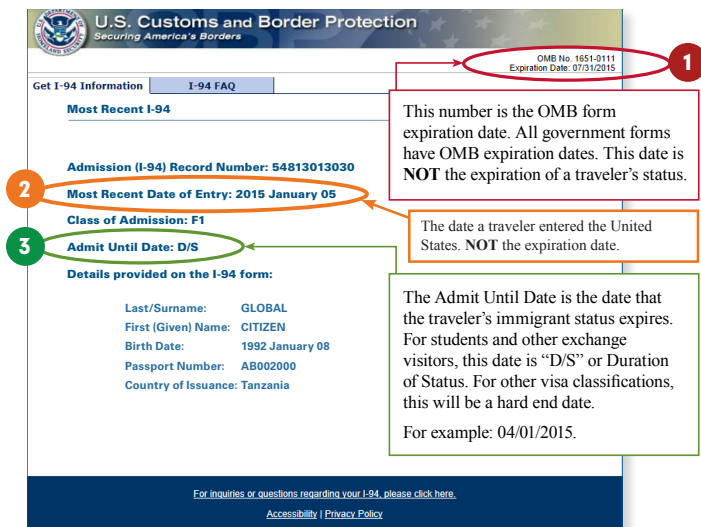 U.S. Customs and Border Protection
Securing America's Borders
OMB No. 1651-0111
Expiration Date: 07/31/2015
1
Get I-94 Information
I-94 FAQ
Most Recent I-94
This number is the OMB form
expiration date. All government forms
have OMB expiration dates. This date is
NOT the expiration of a traveler's status.
Admission (I-94) Record Number: 54813013030
2
Most Recent Date of Entry: 2015 January 05
Class of Admission: F1
The date a traveler entered the United
States. NOT the expiration date.
3
Admit Until Date: D/S
Details provided on the I-94 form:
Last/Surname: GLOBAL
First (Given) Name: CITIZEN
Birth Date: 1992 January 08
Passport Number: AB002000
Country of Issuance: Tanzania
The Admit Until Date is the date that
the traveler's immigrant status expires.
For students and other exchange
visitors, this date is “D/S” or Duration
of Status. For other visa classifications,
this will be a hard end date.
For example: 04/01/2015.
For inquiries or questions regarding your I-94, please click here.
Accessibility | Privacy Policy